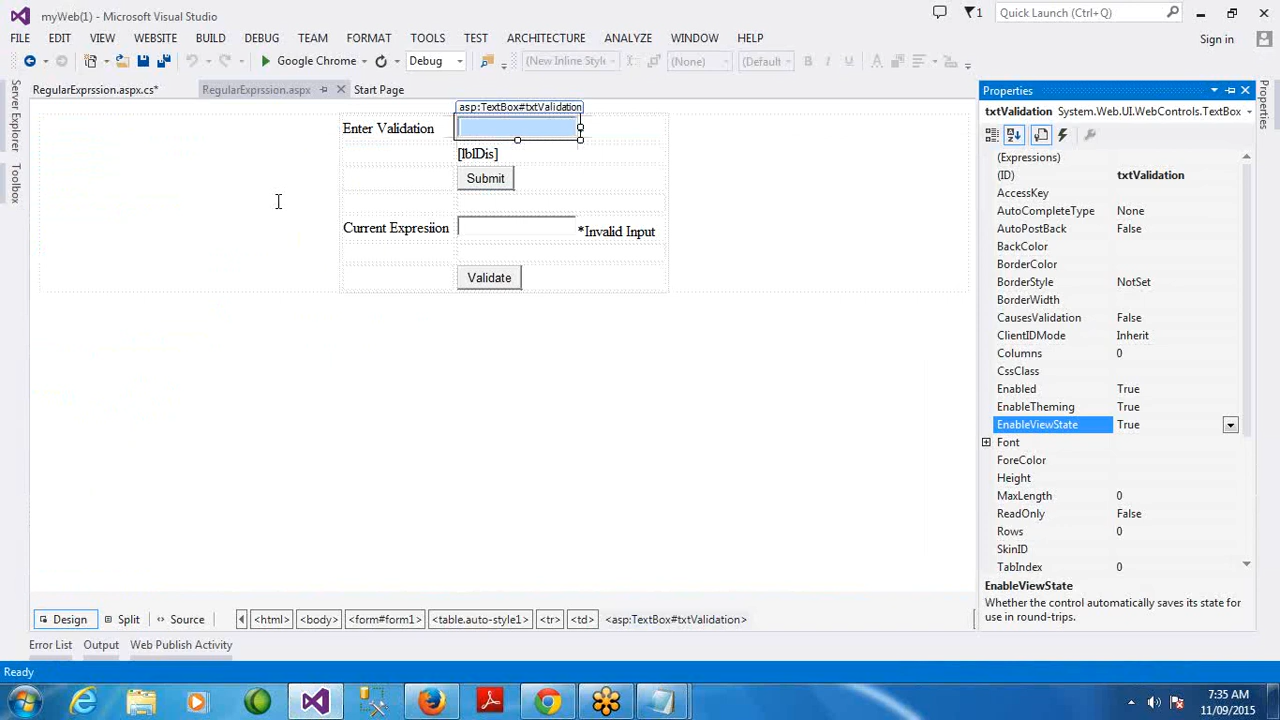 myWeb(1) - Microsoft Visual Studio
1
Quick Launch (Ctrl+Q)
FILE EDIT VIEW WEBSITE BUILD DEBUG TEAM FORMAT TOOLS TEST ARCHITECTURE ANALYZE WINDOW HELP
Sign in
Google Chrome Debug (New Inline Style (None) (Default
RegularExprssion.aspx.cs* RegularExprssion.aspx Start Page
Server Explorer
Toolbox
asp:TextBox#txtValidation
Enter Validation
[lblDis]
Submit
Current Expresiion *Invalid Input
Validate
Properties
Properties
txtValidation System.Web.UI.WebControls.TextBox
(Expressions)
(ID) txtValidation
AccessKey
AutoCompleteType None
AutoPostBack False
BackColor
BorderColor
BorderStyle NotSet
BorderWidth
CausesValidation False
ClientIDMode Inherit
Columns 0
CssClass
Enabled True
EnableTheming True
EnableViewState True
Font
ForeColor
Height
MaxLength 0
ReadOnly False
Rows 0
SkinID
TabIndex 0
EnableViewState
Whether the control automatically saves its state for
use in round-trips.
Design Split Source <html> <body> <form#form1> <table.auto-style1> <tr> <td> <asp:TextBox#txtValidation>
Error List Output Web Publish Activity
Ready
7:35 AM
11/09/2015